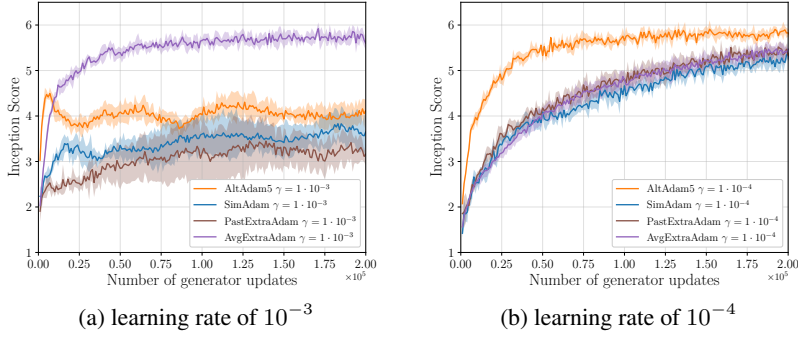 6
5
4
3
2
1
Inception Score
AltAdam5 γ = 1 · 10⁻³
SimAdam γ = 1 · 10⁻³
PastExtraAdam γ = 1 · 10⁻³
AvgExtraAdam γ = 1 · 10⁻³
0.00 0.25 0.50 0.75 1.00 1.25 1.50 1.75 2.00
×10⁵
Number of generator updates
(a) learning rate of 10⁻³
6
5
4
3
2
1
Inception Score
AltAdam5 γ = 1 · 10⁻⁴
SimAdam γ = 1 · 10⁻⁴
PastExtraAdam γ = 1 · 10⁻⁴
AvgExtraAdam γ = 1 · 10⁻⁴
0.00 0.25 0.50 0.75 1.00 1.25 1.50 1.75 2.00
×10⁵
Number of generator updates
(b) learning rate of 10⁻⁴